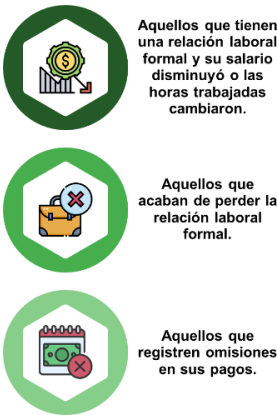 Aquellos que tienen
una relación laboral
formal y su salario
disminuyó o las
horas trabajadas
cambiaron.
Aquellos que
acaban de perder la
relación laboral
formal.
Aquellos que
registren omisiones
en sus pagos.